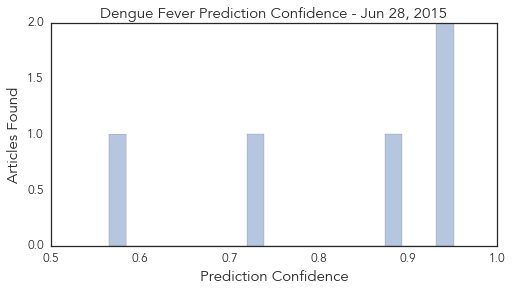 Dengue Fever Prediction Confidence - Jun 28, 2015
2.0
1.5
1.0
0.5
0.0
Articles Found
0.5 0.6 0.7 0.8 0.9 1.0
Prediction Confidence